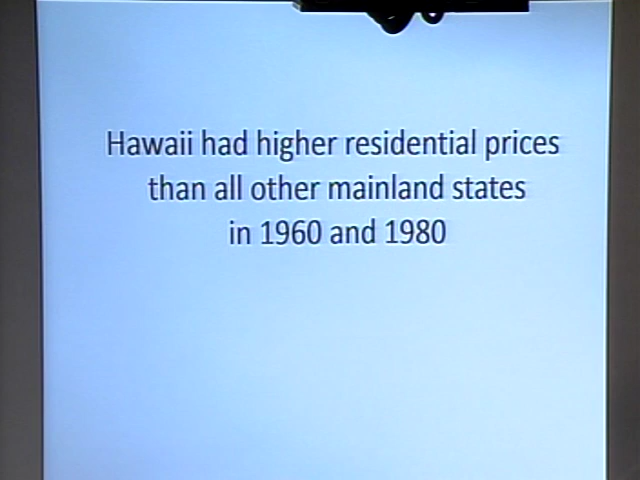 Hawaii had higher residential prices
than all other mainland states
in 1960 and 1980